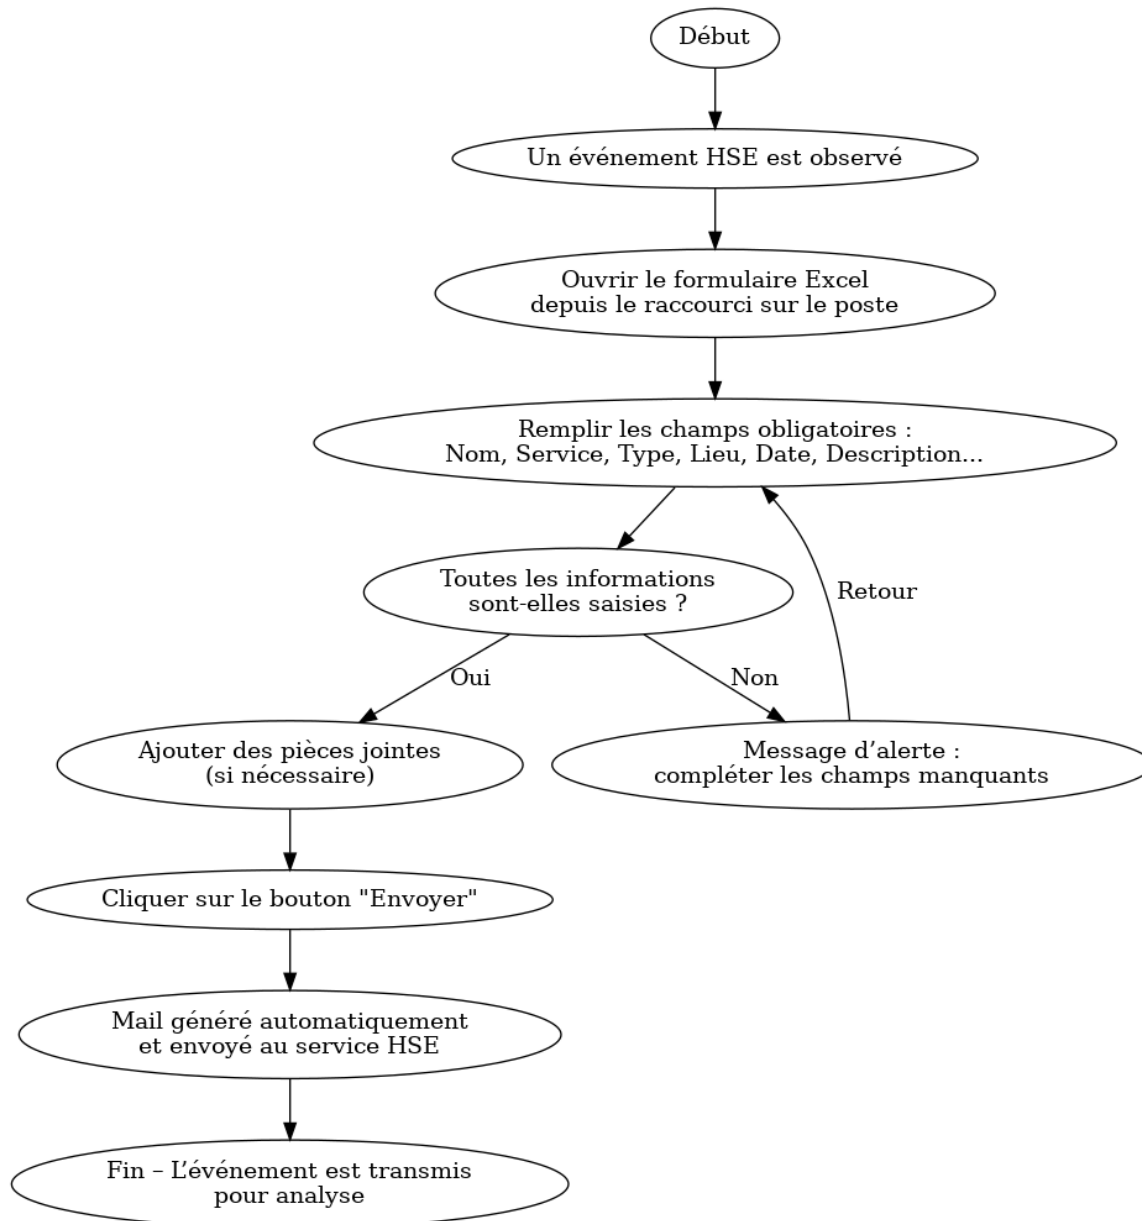 Début
Un événement HSE est observé
Ouvrir le formulaire Excel
depuis le raccourci sur le poste
Remplir les champs obligatoires :
Nom, Service, Type, Lieu, Date, Description...
Toutes les informations
sont-elles saisies ?
Retour
Oui
Non
Ajouter des pièces jointes
(si nécessaire)
Message d’alerte :
compléter les champs manquants
Cliquer sur le bouton "Envoyer"
Mail généré automatiquement
et envoyé au service HSE
Fin – L’événement est transmis
pour analyse